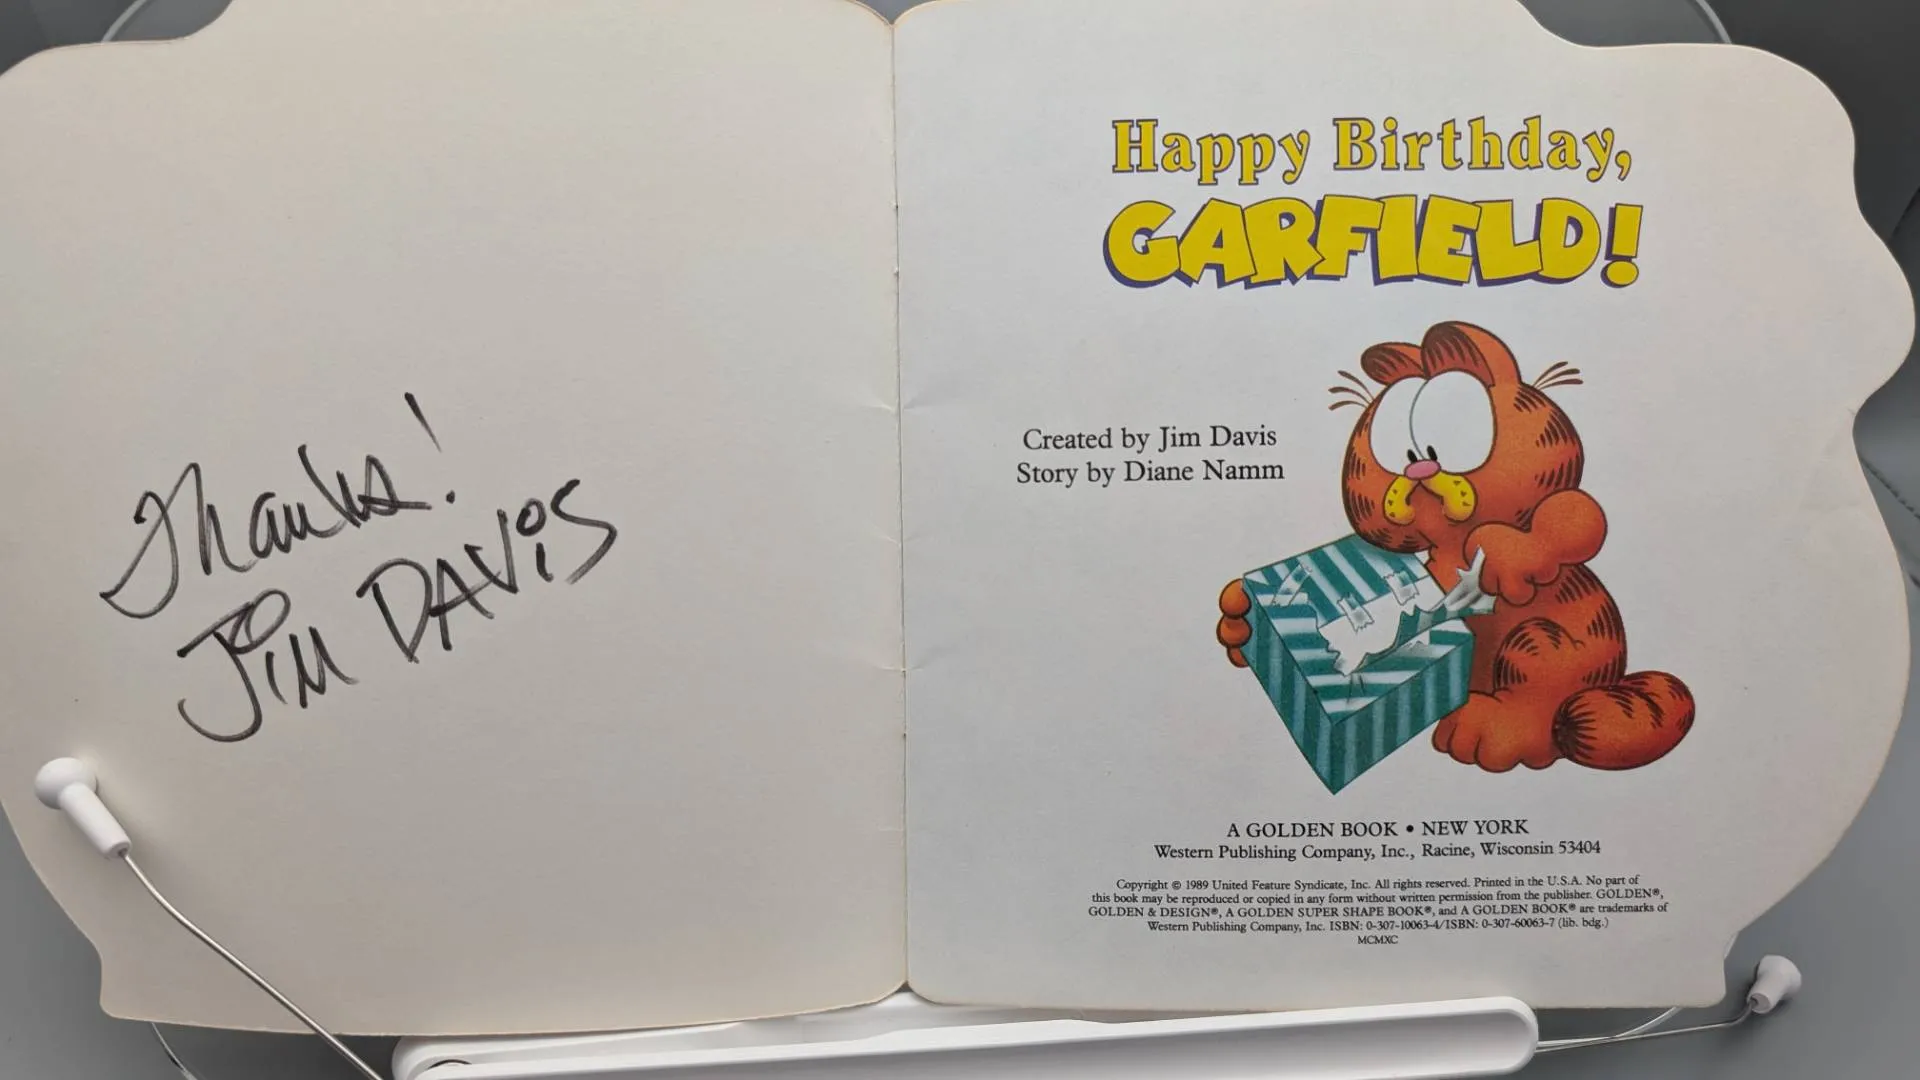 Thanks!
Jim DAVis
Happy Birthday,
GARFIELD!
Created by Jim Davis
Story by Diane Namm
A GOLDEN BOOK • NEW YORK
Western Publishing Company, Inc., Racine, Wisconsin 53404
Copyright © 1989 United Feature Syndicate, Inc. All rights reserved. Printed in the U.S.A. No part of
this book may be reproduced or copied in any form without written permission from the publisher. GOLDEN®,
GOLDEN & DESIGN®, A GOLDEN SUPER SHAPE BOOK®, and A GOLDEN BOOK® are trademarks of
Western Publishing Company, Inc. ISBN: 0-307-10063-4/ISBN: 0-307-60063-7 (lib. bdg.)
MCMXC